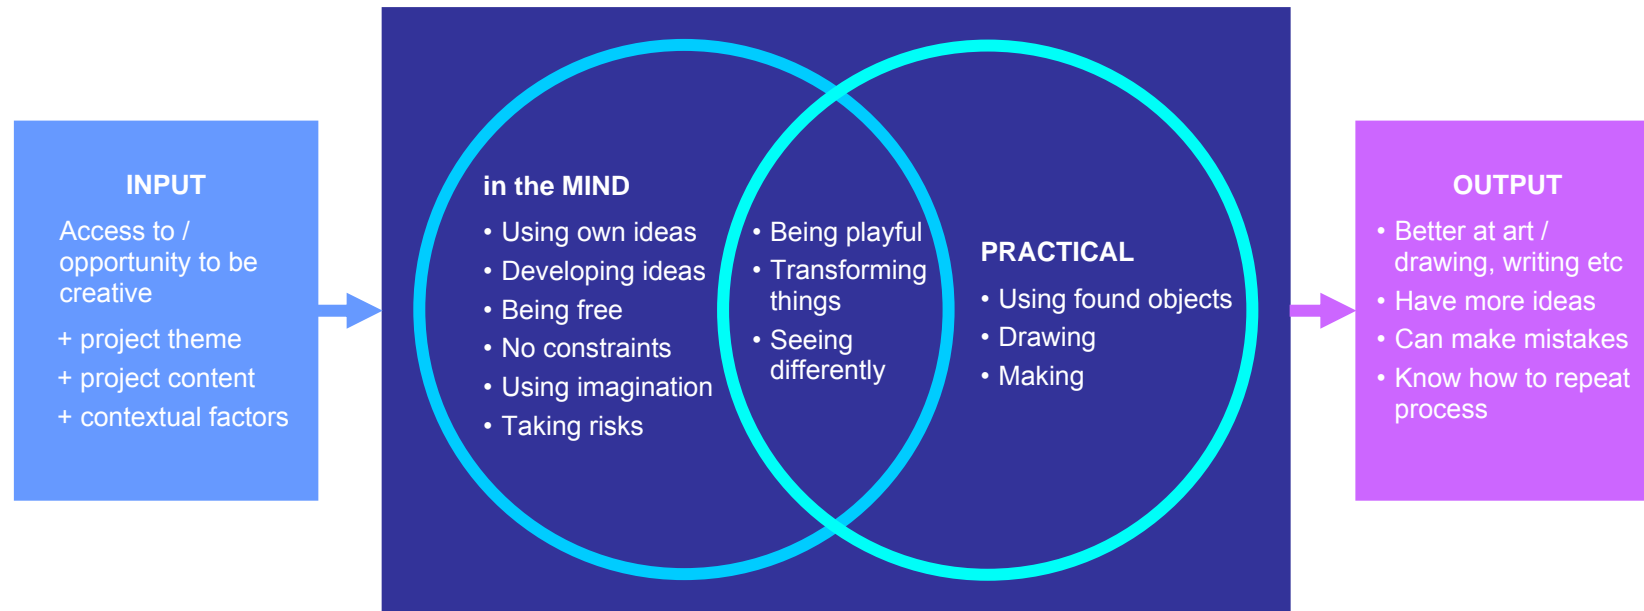 INPUT
Access to /
opportunity to be
creative
+ project theme
+ project content
+ contextual factors
in the MIND
• Using own ideas
• Developing ideas
• Being free
• No constraints
• Using imagination
• Taking risks
• Being playful
• Transforming
things
• Seeing
differently
PRACTICAL
• Using found objects
• Drawing
• Making
OUTPUT
• Better at art /
drawing, writing etc
• Have more ideas
• Can make mistakes
• Know how to repeat
process